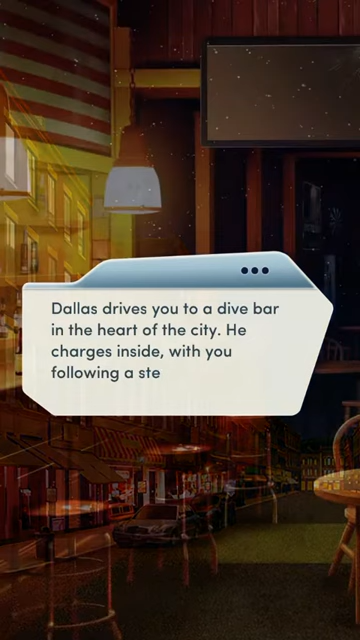 Dallas drives you to a dive bar
in the heart of the city. He
charges inside, with you
following a ste